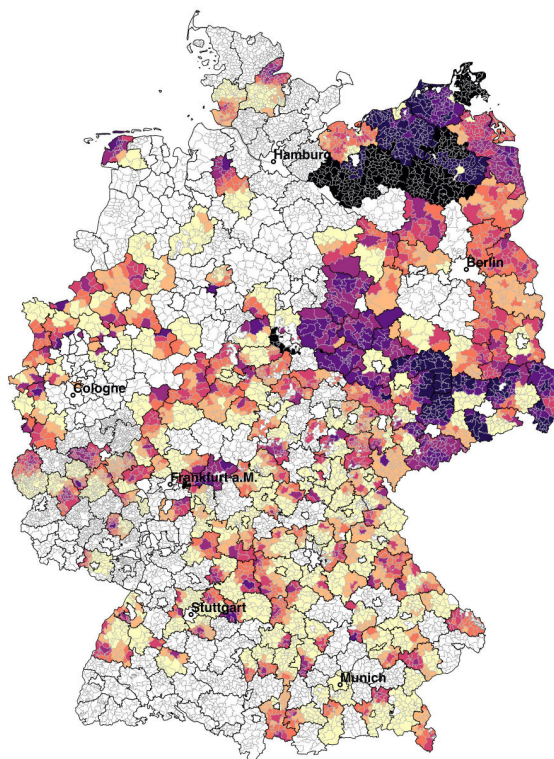 Hamburg
Berlin
Cologne
Frankfurt a.M.
Stuttgart
Munich